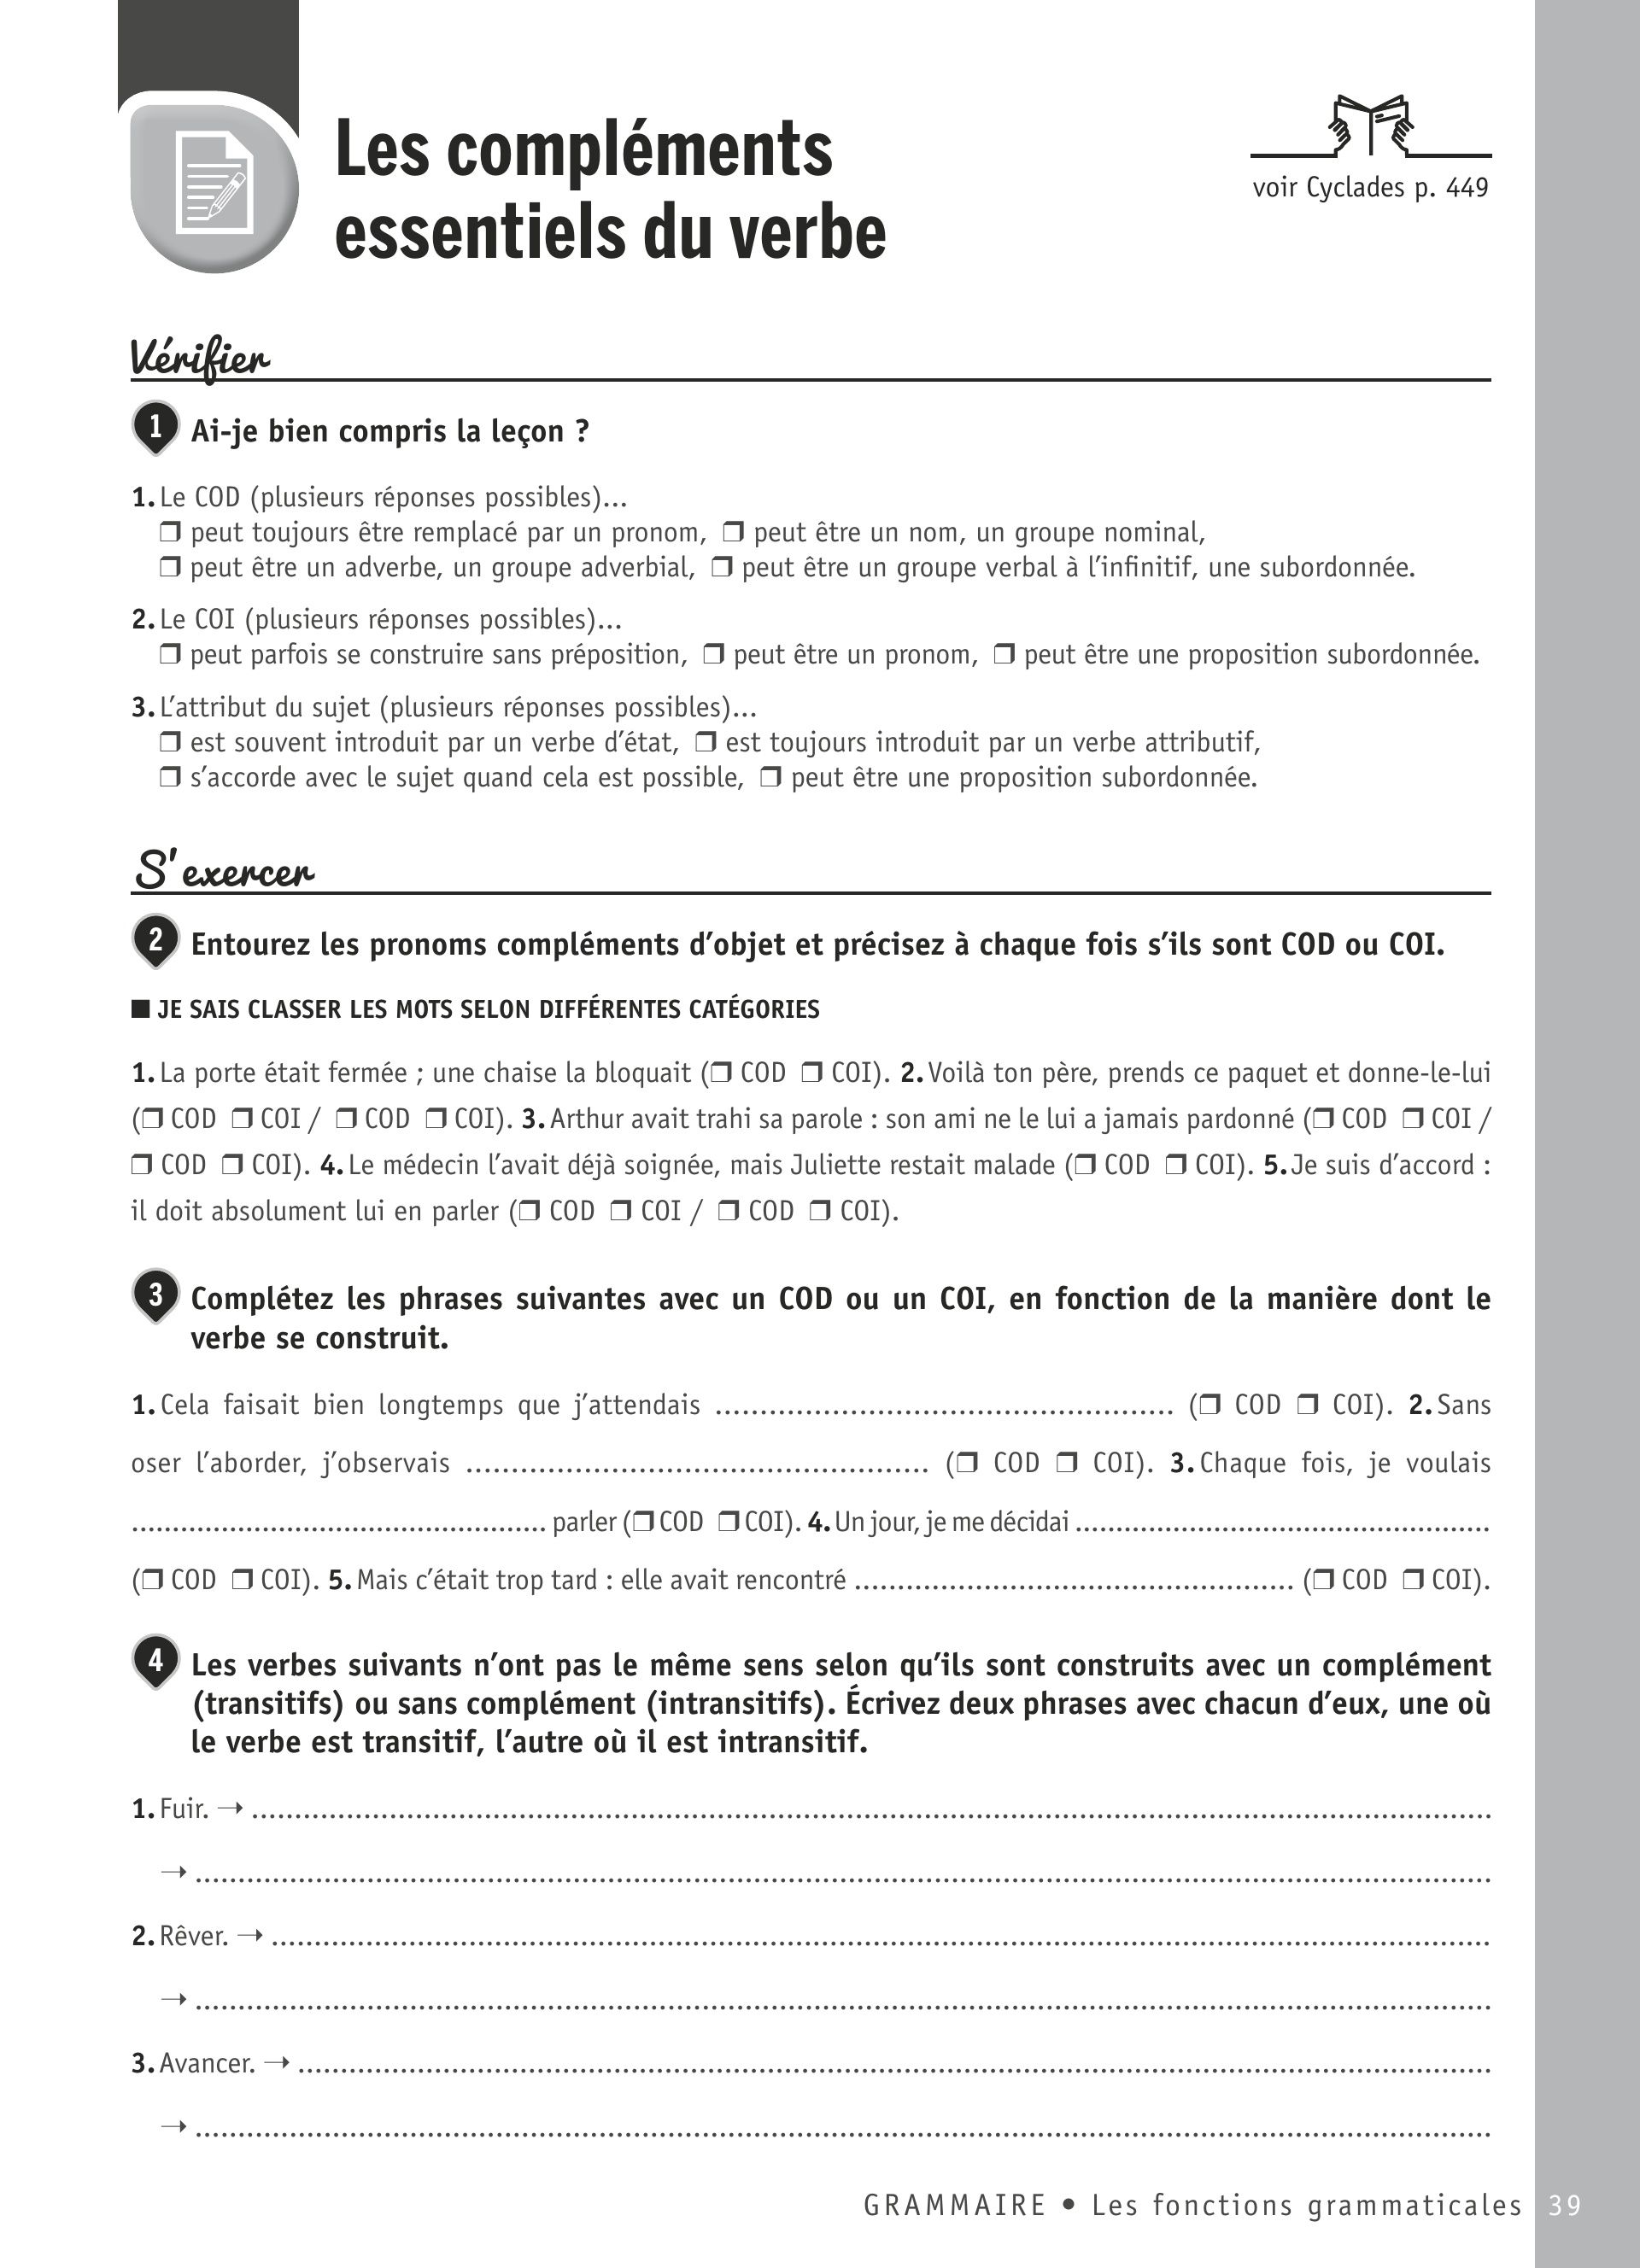 Les compléments
essentiels du verbe
voir Cyclades p. 449
Vérifier
1 Ai-je bien compris la leçon ?
1. Le COD (plusieurs réponses possibles)...
❒ peut toujours être remplacé par un pronom, ❒ peut être un nom, un groupe nominal,
❒ peut être un adverbe, un groupe adverbial, ❒ peut être un groupe verbal à l’infinitif, une subordonnée.
2. Le COI (plusieurs réponses possibles)...
❒ peut parfois se construire sans préposition, ❒ peut être un pronom, ❒ peut être une proposition subordonnée.
3. L’attribut du sujet (plusieurs réponses possibles)...
❒ est souvent introduit par un verbe d’état, ❒ est toujours introduit par un verbe attributif,
❒ s’accorde avec le sujet quand cela est possible, ❒ peut être une proposition subordonnée.
S’exercer
2 Entourez les pronoms compléments d’objet et précisez à chaque fois s’ils sont COD ou COI.
■ JE SAIS CLASSER LES MOTS SELON DIFFÉRENTES CATÉGORIES
1. La porte était fermée ; une chaise la bloquait (❒ COD ❒ COI). 2. Voilà ton père, prends ce paquet et donne-le-lui
(❒ COD ❒ COI / ❒ COD ❒ COI). 3. Arthur avait trahi sa parole : son ami ne le lui a jamais pardonné (❒ COD ❒ COI /
❒ COD ❒ COI). 4. Le médecin l’avait déjà soignée, mais Juliette restait malade (❒ COD ❒ COI). 5. Je suis d’accord :
il doit absolument lui en parler (❒ COD ❒ COI / ❒ COD ❒ COI).
3 Complétez les phrases suivantes avec un COD ou un COI, en fonction de la manière dont le
verbe se construit.
1. Cela faisait bien longtemps que j’attendais .................................................. (❒ COD ❒ COI). 2. Sans
oser l’aborder, j’observais .................................................. (❒ COD ❒ COI). 3. Chaque fois, je voulais
.................................................. parler (❒ COD ❒ COI). 4. Un jour, je me décidai ..................................................
(❒ COD ❒ COI). 5. Mais c’était trop tard : elle avait rencontré .................................................. (❒ COD ❒ COI).
4 Les verbes suivants n’ont pas le même sens selon qu’ils sont construits avec un complément
(transitifs) ou sans complément (intransitifs). Écrivez deux phrases avec chacun d’eux, une où
le verbe est transitif, l’autre où il est intransitif.
1. Fuir. → ..................................................
→ ..................................................
2. Rêver. → ..................................................
→ ..................................................
3. Avancer. → ..................................................
→ ..................................................
GRAMMAIRE • Les fonctions grammaticales 39